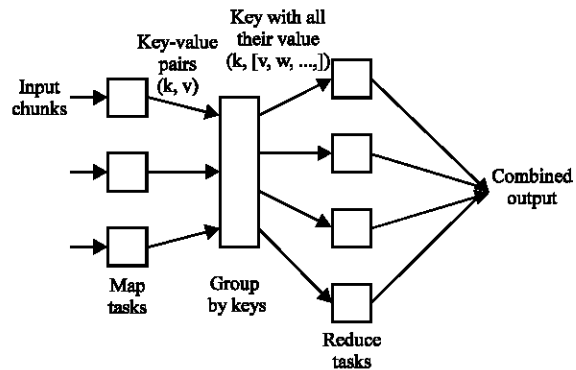 Key with all
their value
(k, [v, w, ...,])
Key-value
pairs
(k, v)
Input
chunks
Combined
output
Map
tasks
Group
by keys
Reduce
tasks